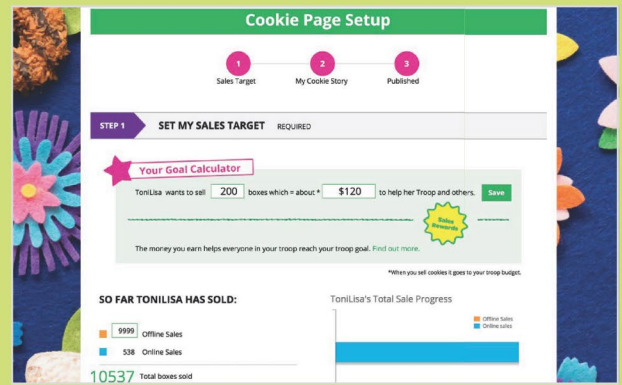 Cookie Page Setup
1 2 3
Sales Target My Cookie Story Published
STEP 1 SET MY SALES TARGET REQUIRED
Your Goal Calculator
ToniLisa wants to sell 200 boxes which = about * $120 to help her Troop and others. Save
Sales
Rewards
The money you earn helps everyone in your troop reach your troop goal. Find out more.
*When you sell cookies it goes to your troop budget.
SO FAR TONILISA HAS SOLD:
9999 Offline Sales
538 Online Sales
10537 Total boxes sold
ToniLisa's Total Sale Progress
Offline Sales
Online sales